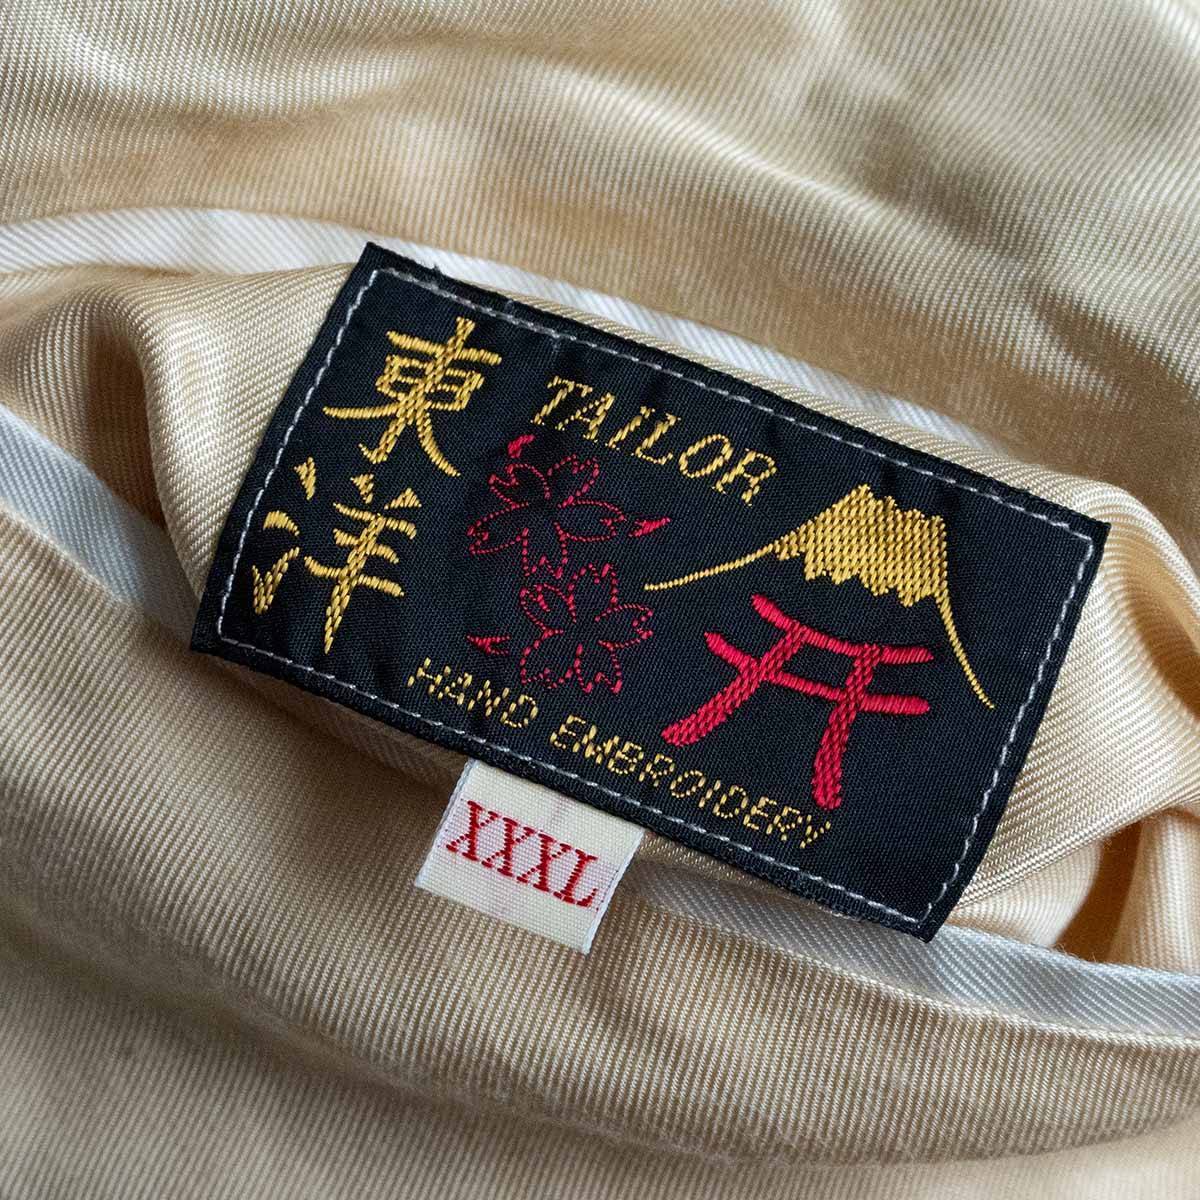 東洋
TAILOR
HAND EMBROIDERY
XXXL